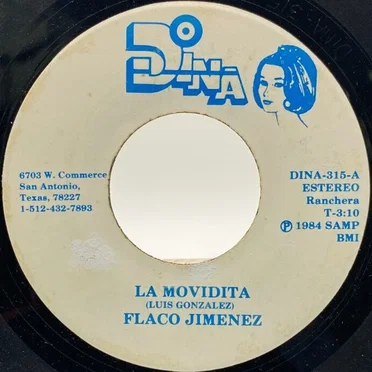 DINA
6703 W. Commerce
San Antonio,
Texas, 78227
1-512-432-7893
DINA-315-A
ESTEREO
Ranchera
T-3:10
Ⓟ 1984 SAMP
BMI
LA MOVIDITA
(LUIS GONZALEZ)
FLACO JIMENEZ